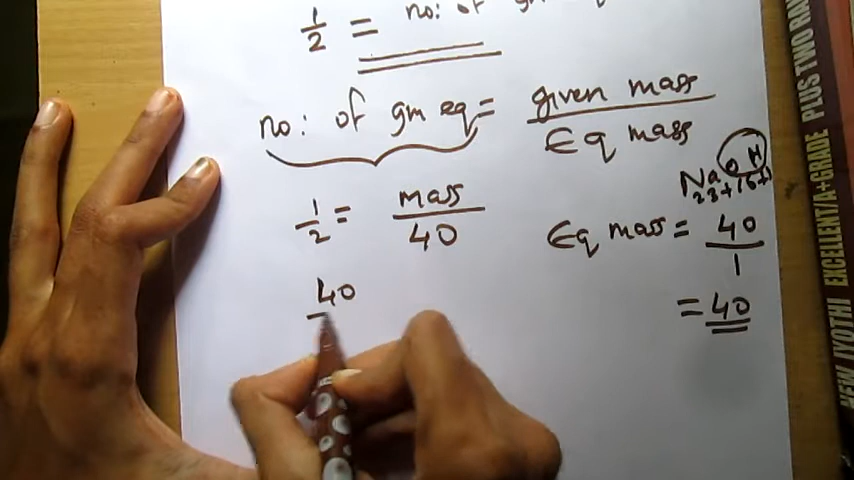 1/2 = no: of gm
no: of gm eq = given mass / Eq mass
NaOH
23+16+1
1/2 = mass / 40
Eq mass = 40 / 1
= 40
40
PLUS TWO
EXCELLENT/A+GRADE
NEW JYOTHI